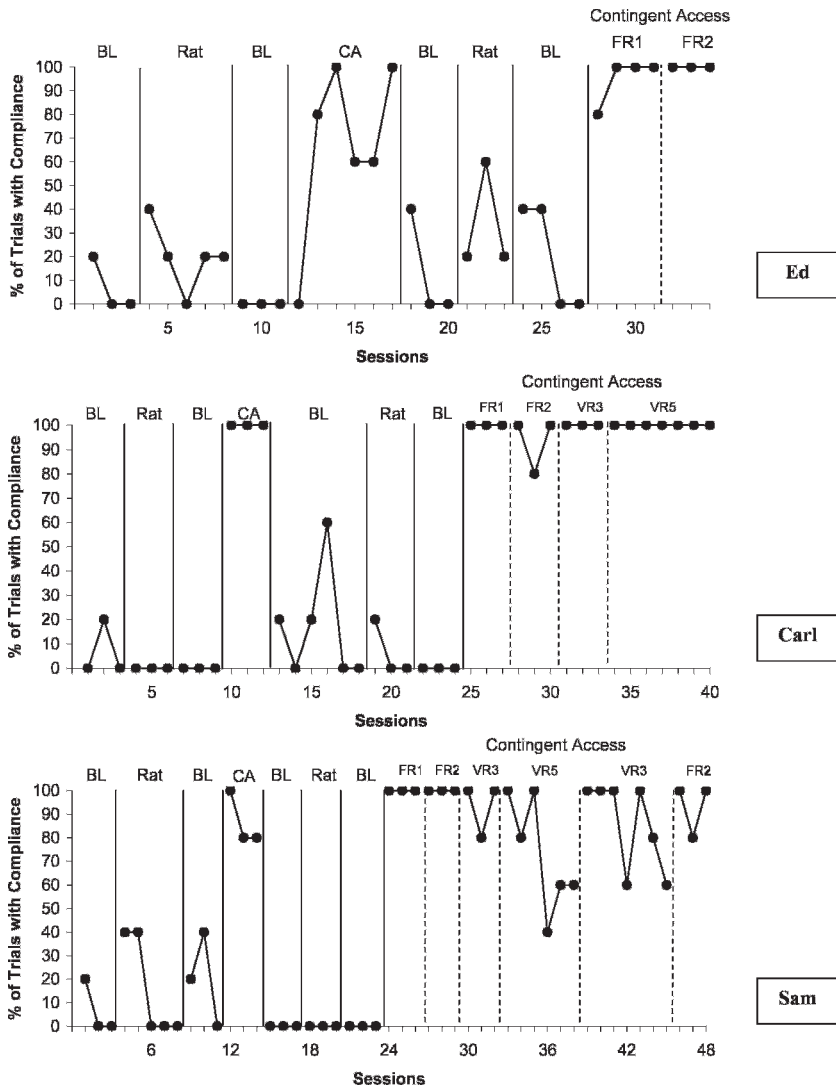 Contingent Access
BL Rat BL CA BL Rat BL FR1 FR2
% of Trials with Compliance
100
90
80
70
60
50
40
30
20
10
0
5 10 15 20 25 30
Sessions
Ed
Contingent Access
BL Rat BL CA BL Rat BL FR1 FR2 VR3 VR5
% of Trials with Compliance
100
90
80
70
60
50
40
30
20
10
0
5 10 15 20 25 30 35 40
Sessions
Carl
Contingent Access
BL Rat BL CA BL Rat BL FR1 FR2 VR3 VR5 VR3 FR2
% of Trials with Compliance
100
90
80
70
60
50
40
30
20
10
0
6 12 18 24 30 36 42 48
Sessions
Sam